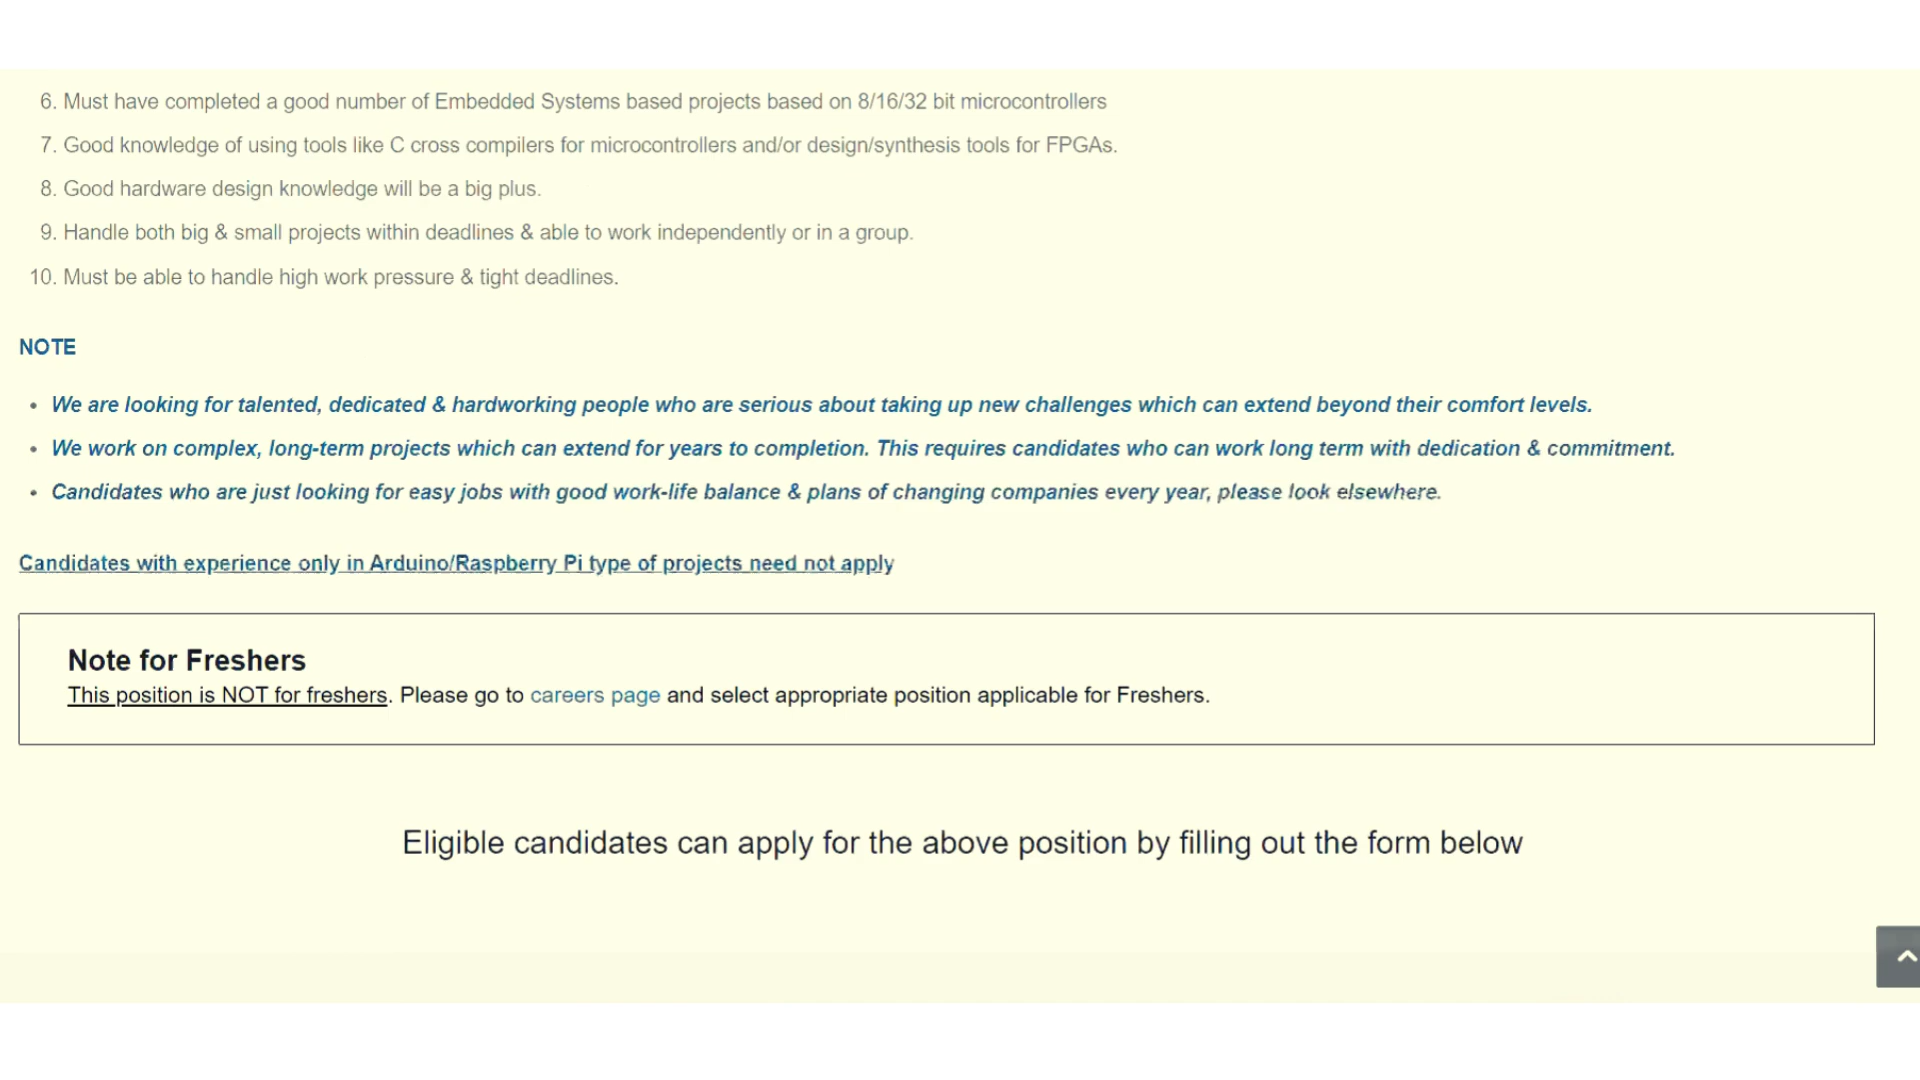 6. Must have completed a good number of Embedded Systems based projects based on 8/16/32 bit microcontrollers
7. Good knowledge of using tools like C cross compilers for microcontrollers and/or design/synthesis tools for FPGAs.
8. Good hardware design knowledge will be a big plus.
9. Handle both big & small projects within deadlines & able to work independently or in a group.
10. Must be able to handle high work pressure & tight deadlines.
NOTE
• We are looking for talented, dedicated & hardworking people who are serious about taking up new challenges which can extend beyond their comfort levels.
• We work on complex, long-term projects which can extend for years to completion. This requires candidates who can work long term with dedication & commitment.
• Candidates who are just looking for easy jobs with good work-life balance & plans of changing companies every year, please look elsewhere.
Candidates with experience only in Arduino/Raspberry Pi type of projects need not apply
Note for Freshers
This position is NOT for freshers. Please go to careers page and select appropriate position applicable for Freshers.
Eligible candidates can apply for the above position by filling out the form below